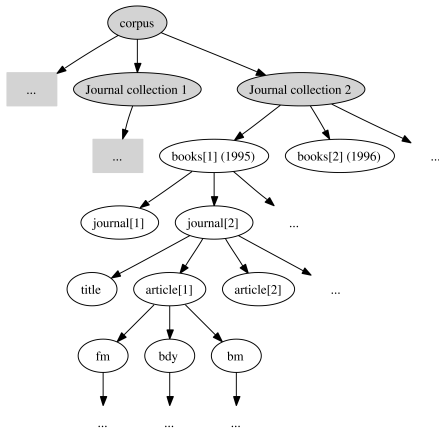 corpus
... Journal collection 1 Journal collection 2
... books[1] (1995) books[2] (1996) ...
journal[1] journal[2] ...
title article[1] article[2] ...
fm bdy bm
... ... ...